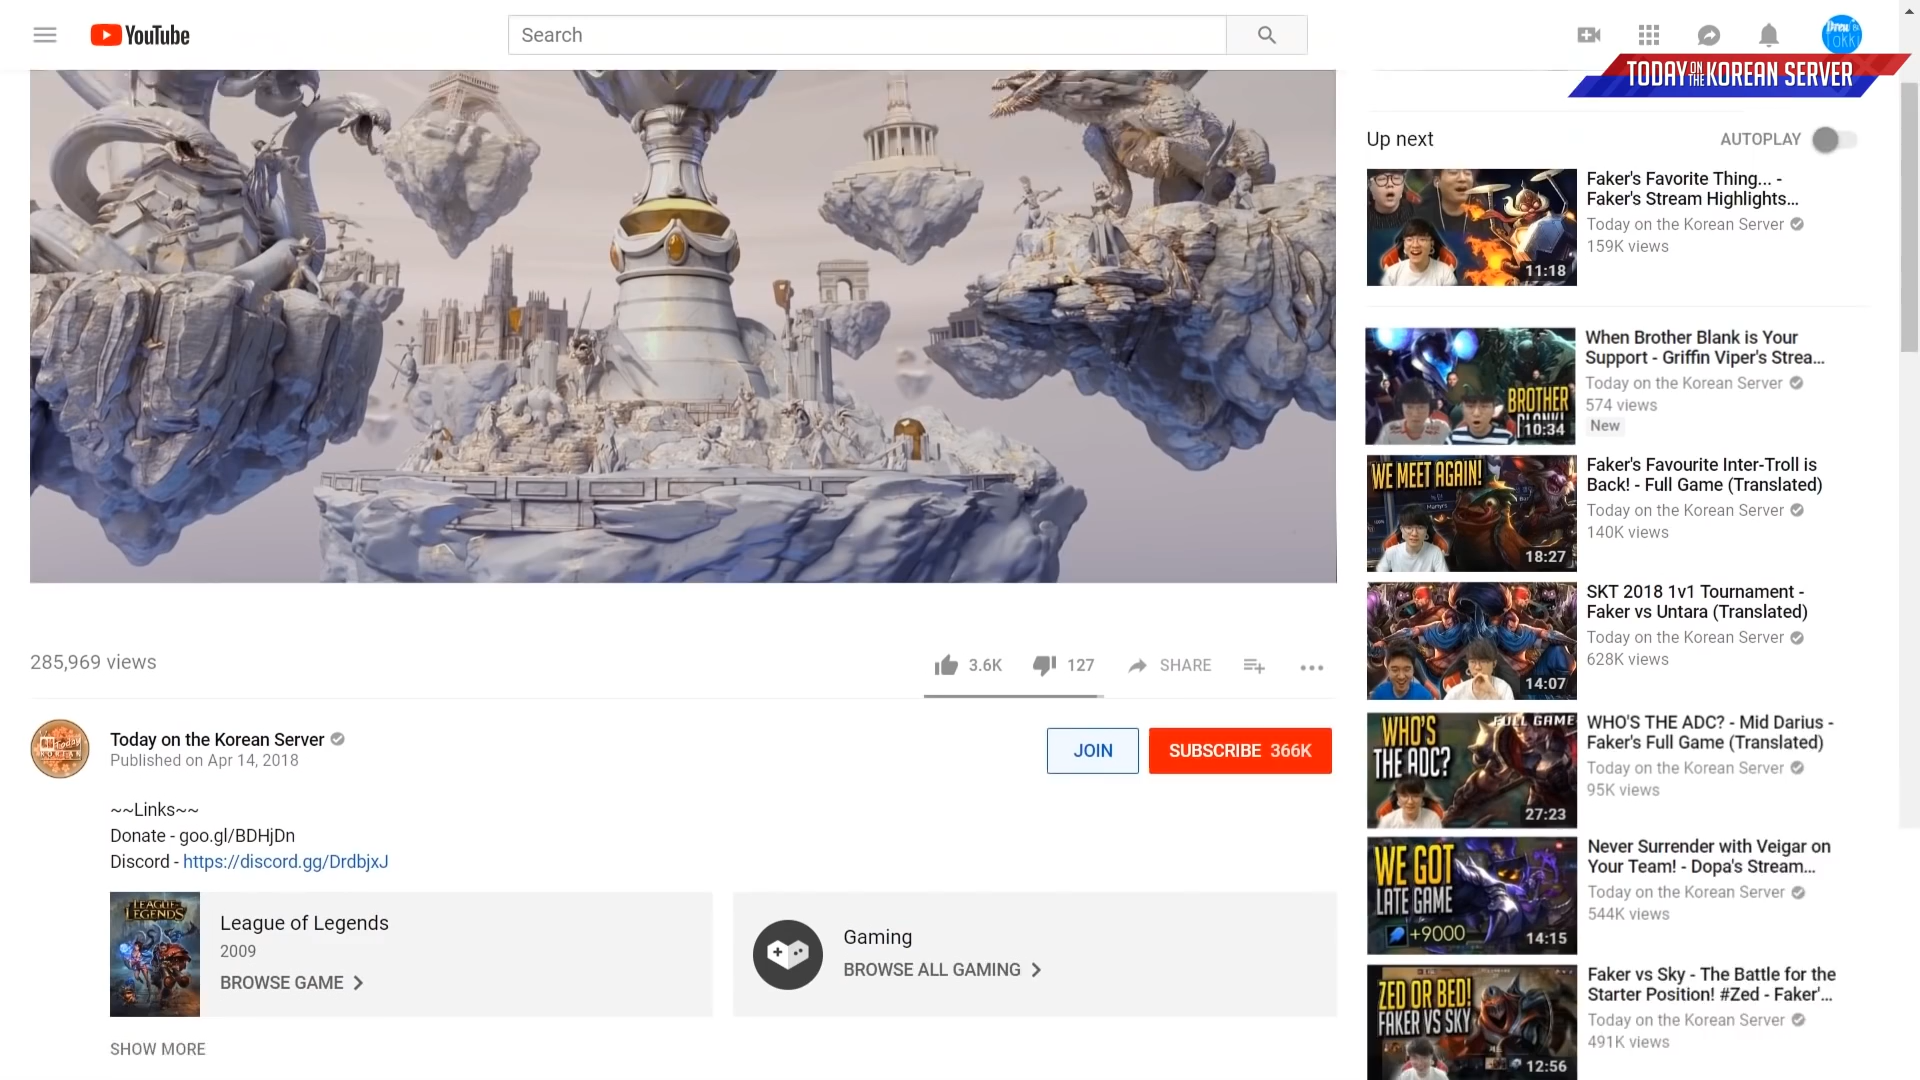 YouTube
Search
TODAY ON THE KOREAN SERVER
Up next
AUTOPLAY
Faker's Favorite Thing... -
Faker's Stream Highlights...
Today on the Korean Server
159K views
11:18
When Brother Blank is Your
Support - Griffin Viper's Strea...
Today on the Korean Server
574 views
New
BROTHER
10:34
Faker's Favourite Inter-Troll is
Back! - Full Game (Translated)
Today on the Korean Server
140K views
WE MEET AGAIN!
18:27
SKT 2018 1v1 Tournament -
Faker vs Untara (Translated)
Today on the Korean Server
628K views
14:07
WHO'S THE ADC? - Mid Darius -
Faker's Full Game (Translated)
Today on the Korean Server
95K views
WHO'S
THE ADC?
FULL GAME
27:23
Never Surrender with Veigar on
Your Team! - Dopa's Stream...
Today on the Korean Server
544K views
WE GOT
LATE GAME
+9000
14:15
Faker vs Sky - The Battle for the
Starter Position! #Zed - Faker'...
Today on the Korean Server
491K views
ZED OR BED!
FAKER VS SKY
12:56
285,969 views
3.6K
127
SHARE
Today on the Korean Server
Published on Apr 14, 2018
JOIN
SUBSCRIBE 366K
~~Links~~
Donate - goo.gl/BDHjDn
Discord - https://discord.gg/DrdbjxJ
LEAGUE OF
LEGENDS
League of Legends
2009
BROWSE GAME
Gaming
BROWSE ALL GAMING
SHOW MORE